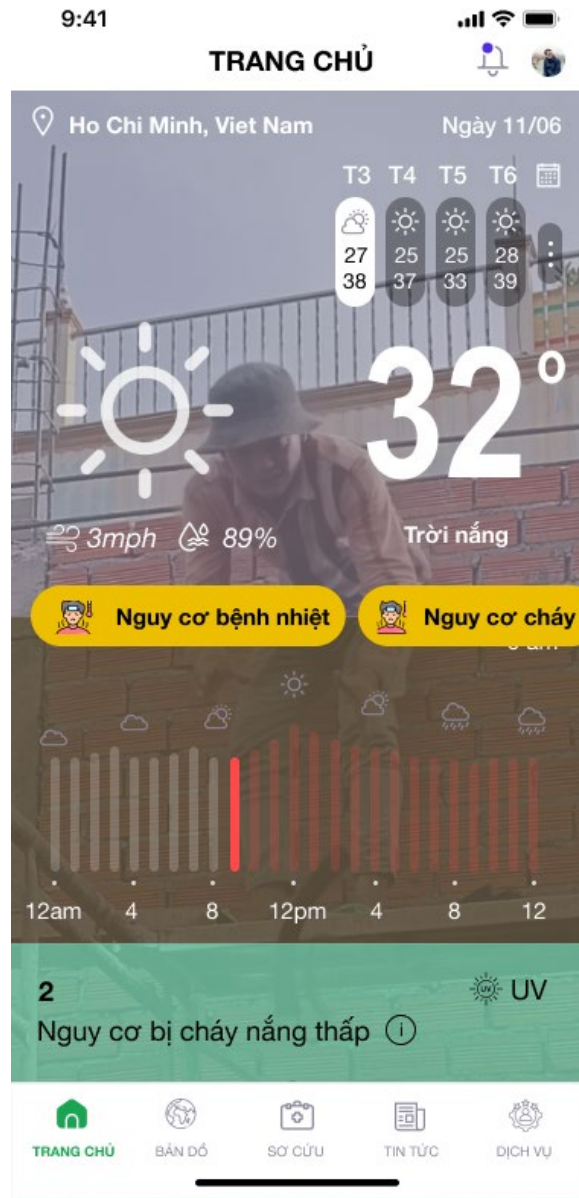 9:41
TRANG CHỦ
Ho Chi Minh, Viet Nam
Ngày 11/06
T3 T4 T5 T6
27 25 25 28
38 37 33 39
32°
3mph 89%
Trời nắng
Nguy cơ bệnh nhiệt
Nguy cơ cháy
12am 4 8 12pm 4 8 12
2
UV
Nguy cơ bị cháy nắng thấp
TRANG CHỦ BẢN ĐỒ SƠ CỨU TIN TỨC DỊCH VỤ